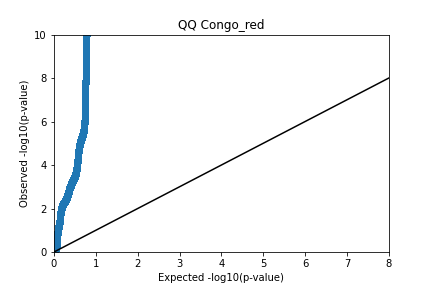 QQ Congo_red
Observed -log10(p-value)
10
8
6
4
2
0
0 1 2 3 4 5 6 7 8
Expected -log10(p-value)